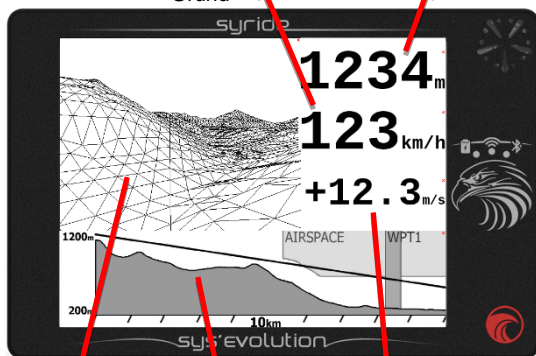 syride
1234m
123km/h
+12.3m/s
1200m
AIRSPACE
WPT1
200m
10km
sys'evolution